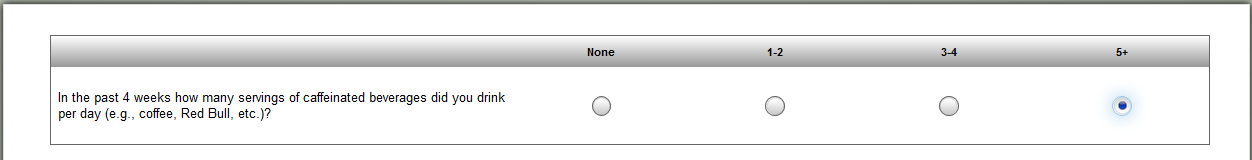 None 1-2 3-4 5+
In the past 4 weeks how many servings of caffeinated beverages did you drink
per day (e.g., coffee, Red Bull, etc.)?